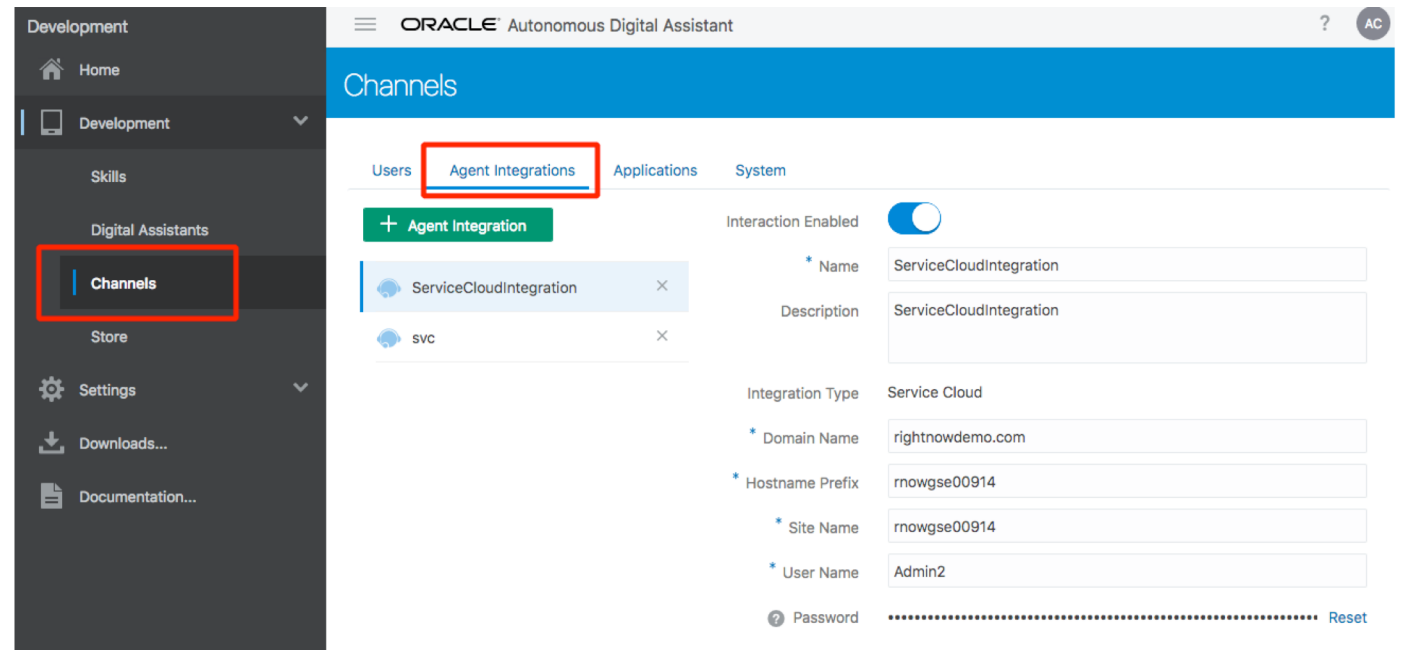 Development
Home
Development
Skills
Digital Assistants
Channels
Store
Settings
Downloads...
Documentation...
ORACLE® Autonomous Digital Assistant
? AC
Channels
Users Agent Integrations Applications System
+ Agent Integration
ServiceCloudIntegration ×
svc ×
Interaction Enabled
* Name ServiceCloudIntegration
Description ServiceCloudIntegration
Integration Type Service Cloud
* Domain Name rightnowdemo.com
* Hostname Prefix rnowgse00914
* Site Name rnowgse00914
* User Name Admin2
? Password •••••••••••••••••••••••••••••••••••••••••••••••••••••••••••••••• Reset